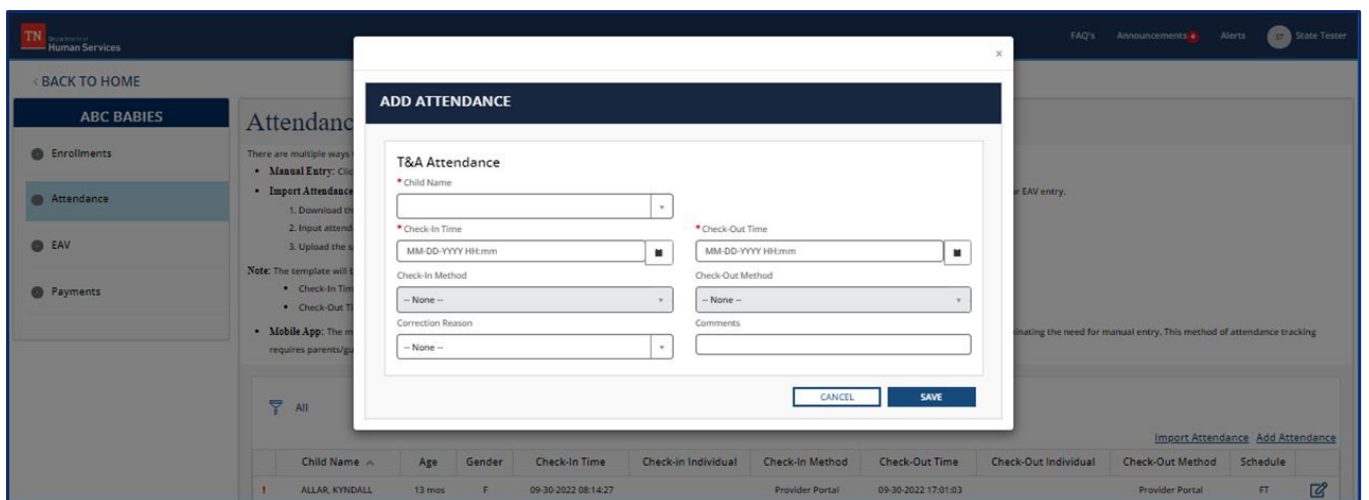 TN Department of
Human Services
FAQ's Announcements 4 Alerts ST State Tester
×
< BACK TO HOME
ABC BABIES
Enrollments
Attendance
EAV
Payments
Attendanc
There are multiple ways
• Manual Entry: Clic
• Import Attendance
or EAV entry.
1. Download th
2. Input attend
3. Upload the s
Note: The template will b
• Check-In Tim
• Check-Out Ti
• Mobile App: The m
inating the need for manual entry. This method of attendance tracking
requires parents/gu
ADD ATTENDANCE
T&A Attendance
* Child Name
* Check-In Time * Check-Out Time
MM-DD-YYYY HH:mm MM-DD-YYYY HH:mm
Check-In Method Check-Out Method
-- None -- -- None --
Correction Reason Comments
-- None --
CANCEL SAVE
All
Import Attendance Add Attendance
Child Name Age Gender Check-In Time Check-in Individual Check-In Method Check-Out Time Check-Out Individual Check-Out Method Schedule
! ALLAR, KYNDALL 13 mos F 09-30-2022 08:14:27 Provider Portal 09-30-2022 17:01:03 Provider Portal FT